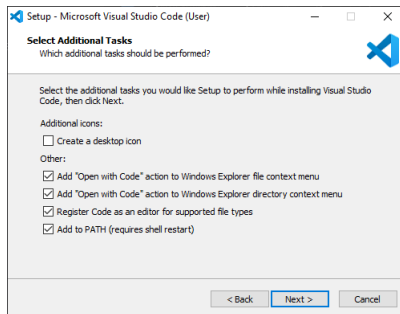 Setup - Microsoft Visual Studio Code (User)
Select Additional Tasks
Which additional tasks should be performed?
Select the additional tasks you would like Setup to perform while installing Visual Studio
Code, then click Next.
Additional icons:
Create a desktop icon
Other:
Add "Open with Code" action to Windows Explorer file context menu
Add "Open with Code" action to Windows Explorer directory context menu
Register Code as an editor for supported file types
Add to PATH (requires shell restart)
< Back
Next >
Cancel